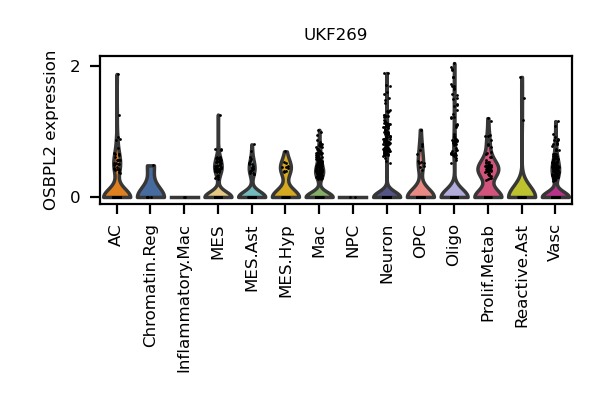 UKF269
OSBPL2 expression
2
0
AC
Chromatin.Reg
Inflammatory.Mac
MES
MES.Ast
MES.Hyp
Mac
NPC
Neuron
OPC
Oligo
Prolif.Metab
Reactive.Ast
Vasc